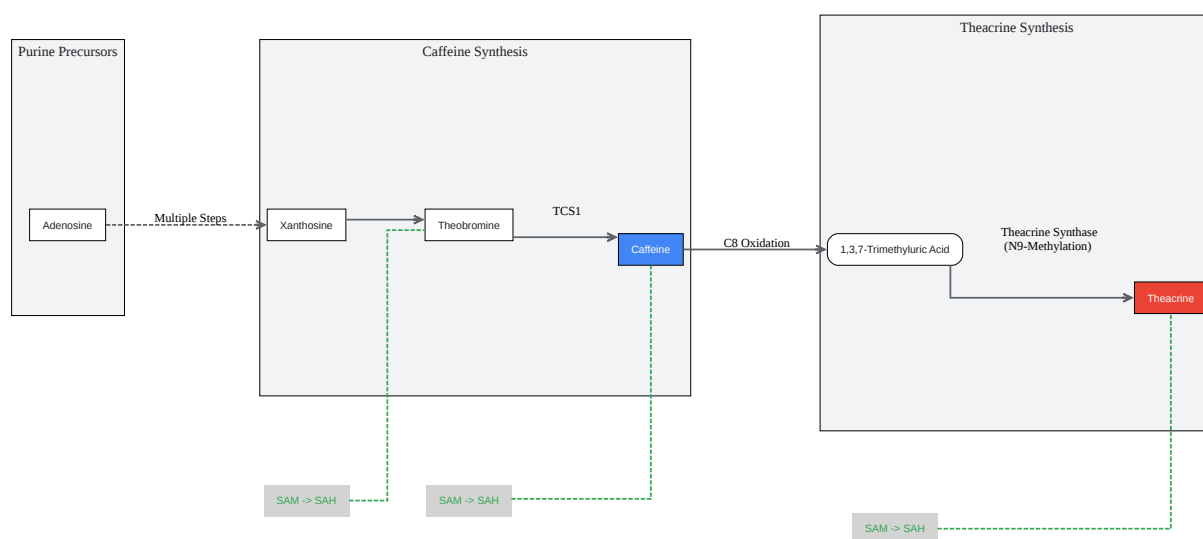 Purine Precursors
Caffeine Synthesis
Theacrine Synthesis
Adenosine
Multiple Steps
Xanthosine
Theobromine
TCS1
Caffeine
C8 Oxidation
1,3,7-Trimethyluric Acid
Theacrine Synthase
(N9-Methylation)
Theacrine
SAM -> SAH
SAM -> SAH
SAM -> SAH